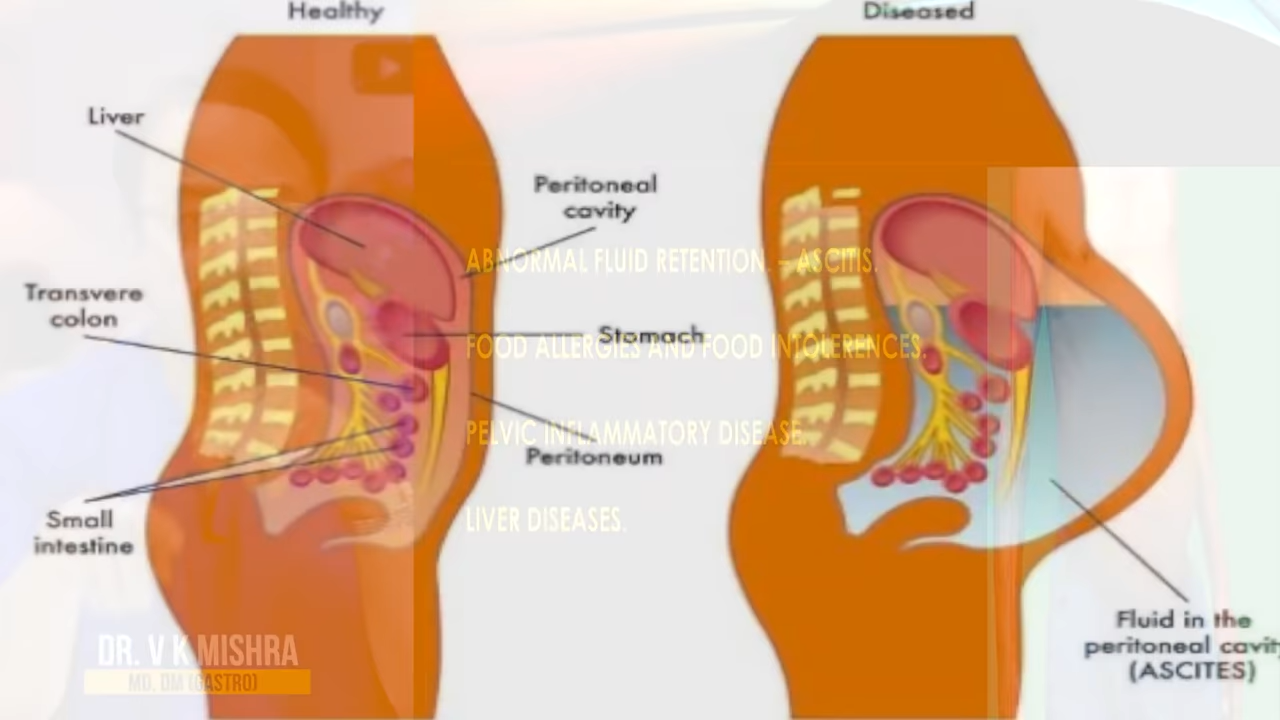 Healthy
Diseased
Liver
Peritoneal
cavity
ABNORMAL FLUID RETENTION. – ASCITIS.
Transvere
colon
Stomach
FOOD ALLERGIES AND FOOD INTOLERENCES.
PELVIC INFLAMMATORY DISEASE.
Peritoneum
Small
intestine
LIVER DISEASES.
Fluid in the
peritoneal cavity
(ASCITES)
DR. V K MISHRA
MD, DM (GASTRO)